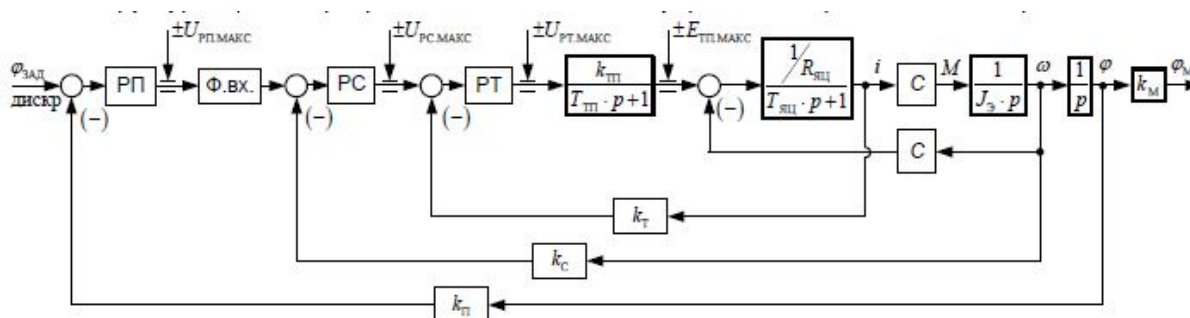 ±U_РП.МАКС ±U_РС.МАКС ±U_РТ.МАКС ±E_ТП.МАКС
φ_ЗАД
дискр
РП
Ф.вх.
РС
РТ
k_ТП
T_ТП · p+1
1/R_ЯЦ
T_ЯЦ · p+1
i
C
M
1
J_Э · p
ω
1
p
φ
k_М
φ_М
(−) (−) (−) (−)
C
k_Т
k_С
k_П